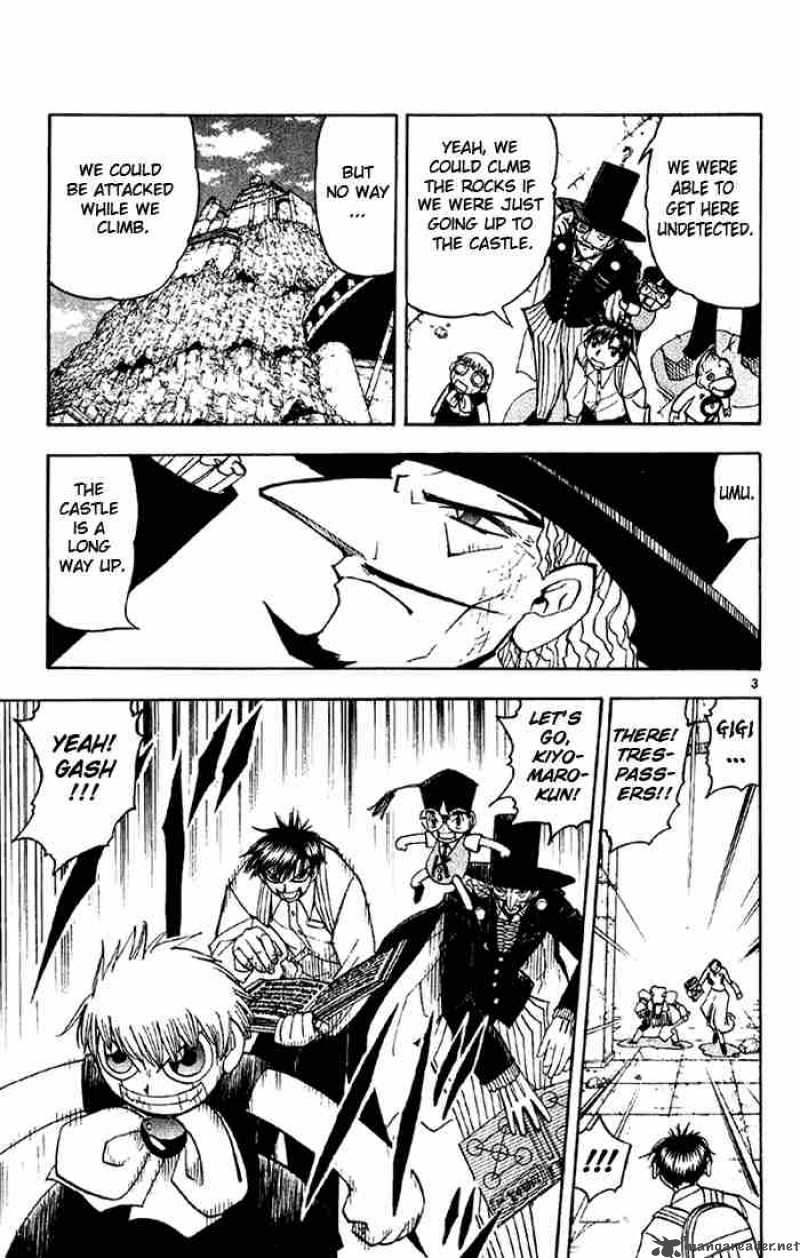 WE WERE
ABLE TO
GET HERE
UNDETECTED.
YEAH, WE
COULD CLMB
THE ROCKS IF
WE WERE JUST
GOING UP TO
THE CASTLE.
BUT
NO WAY
...
WE COULD
BE ATTACKED
WHILE WE
CLIMB.
UMU.
THE
CASTLE IS
A LONG
WAY UP.
3
GIGI
...
THERE!
TRES-
PASS-
ERS!!
!!!
LET'S
GO,
KIYO-
MARO-
KUN!
YEAH!
GASH
!!!
mangareader.net